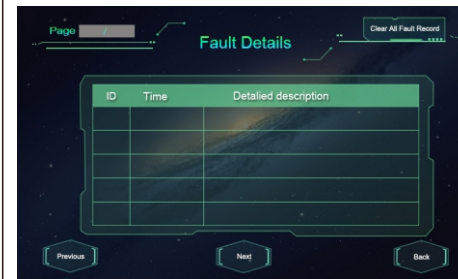 Page /
Clear All Fault Record
Fault Details
ID Time Detalied description
Previous Next Back